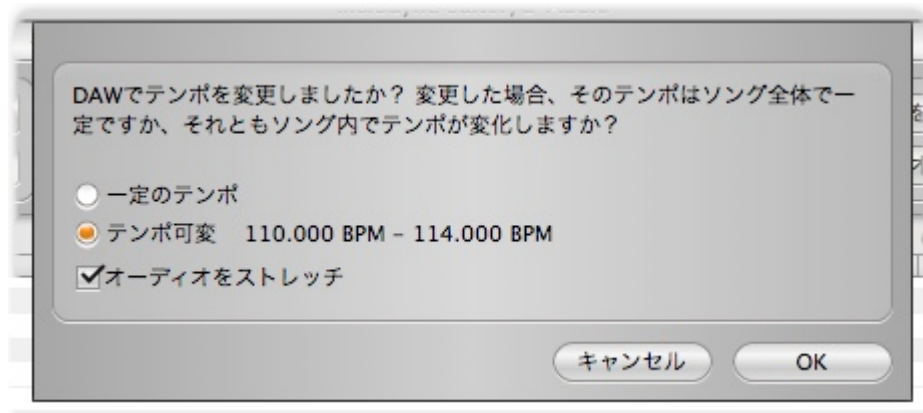 DAWでテンポを変更しましたか？ 変更した場合、そのテンポはソング全体で一
定ですか、それともソング内でテンポが変化しますか？
一定のテンポ
テンポ可変 110.000 BPM – 114.000 BPM
オーディオをストレッチ
キャンセル OK